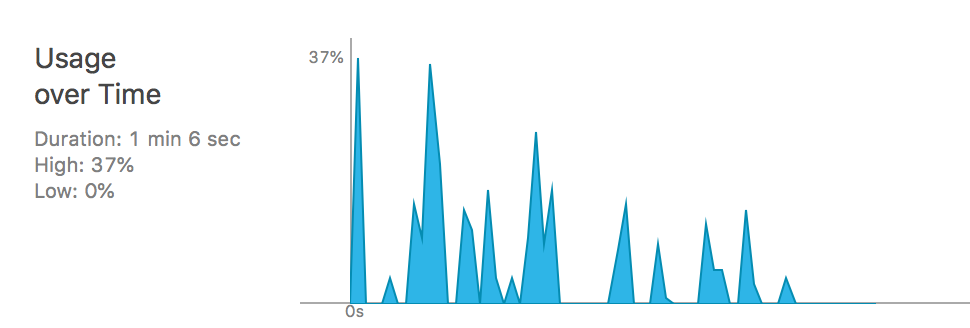 Usage
over Time
Duration: 1 min 6 sec
High: 37%
Low: 0%
37%
0s